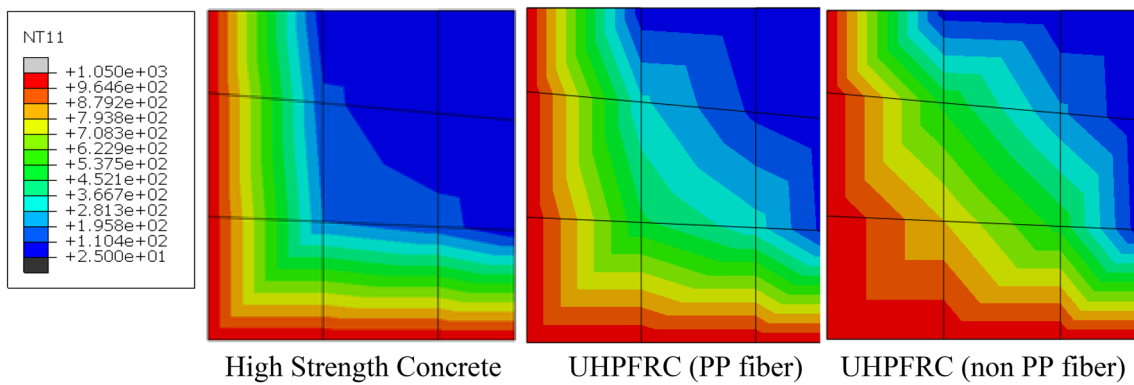 NT11
+1.050e+03
+9.646e+02
+8.792e+02
+7.938e+02
+7.083e+02
+6.229e+02
+5.375e+02
+4.521e+02
+3.667e+02
+2.813e+02
+1.958e+02
+1.104e+02
+2.500e+01
High Strength Concrete
UHPFRC (PP fiber)
UHPFRC (non PP fiber)